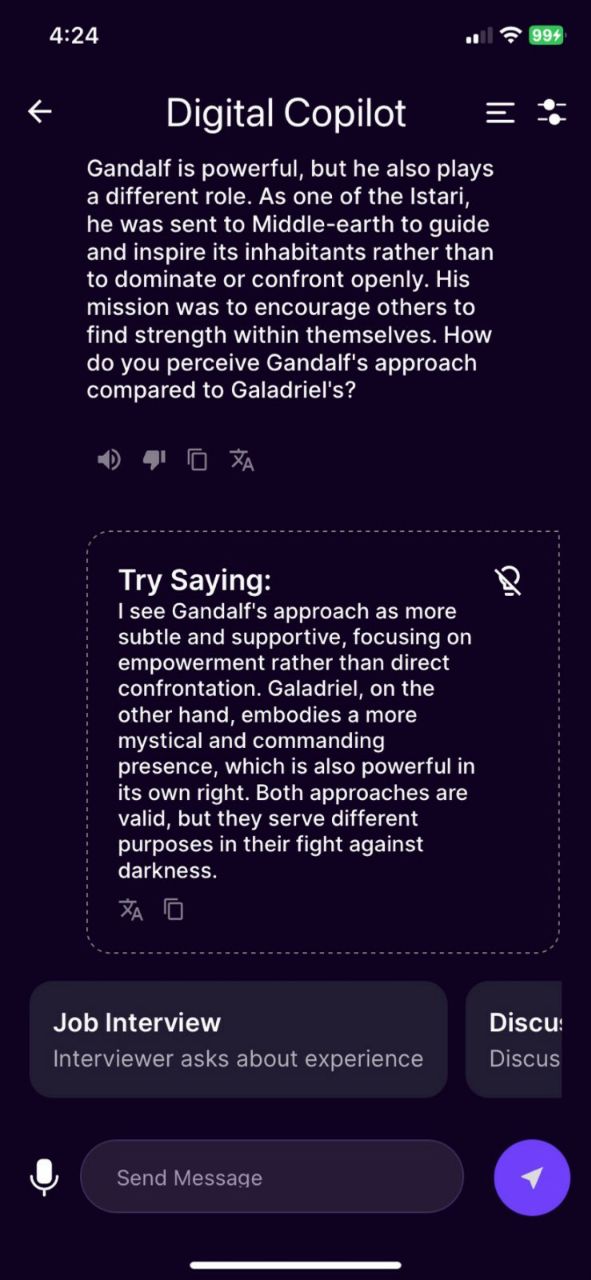 4:24
99
Digital Copilot
Gandalf is powerful, but he also plays
a different role. As one of the Istari,
he was sent to Middle-earth to guide
and inspire its inhabitants rather than
to dominate or confront openly. His
mission was to encourage others to
find strength within themselves. How
do you perceive Gandalf's approach
compared to Galadriel's?
Try Saying:
I see Gandalf's approach as more
subtle and supportive, focusing on
empowerment rather than direct
confrontation. Galadriel, on the
other hand, embodies a more
mystical and commanding
presence, which is also powerful in
its own right. Both approaches are
valid, but they serve different
purposes in their fight against
darkness.
Job Interview
Interviewer asks about experience
Discus
Discus
Send Message